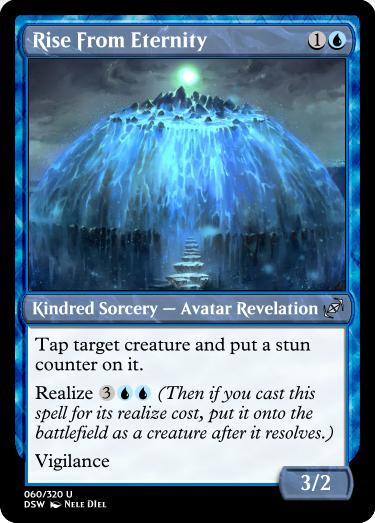 Rise From Eternity 1
Kindred Sorcery — Avatar Revelation
Tap target creature and put a stun
counter on it.
Realize 3 (Then if you cast this
spell for its realize cost, put it onto the
battlefield as a creature after it resolves.)
Vigilance
3/2
060/320 U
DSW Nele Diel